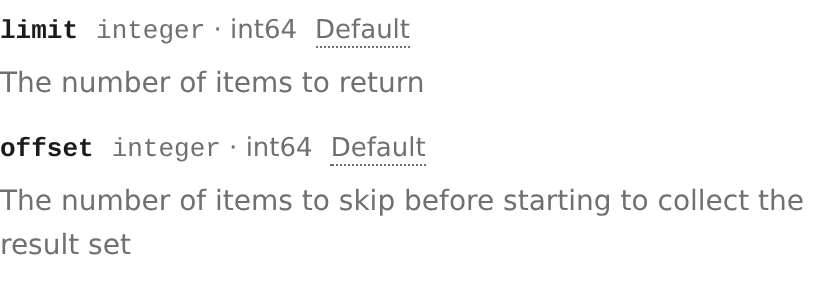 limit integer · int64 Default
The number of items to return
offset integer · int64 Default
The number of items to skip before starting to collect the
result set